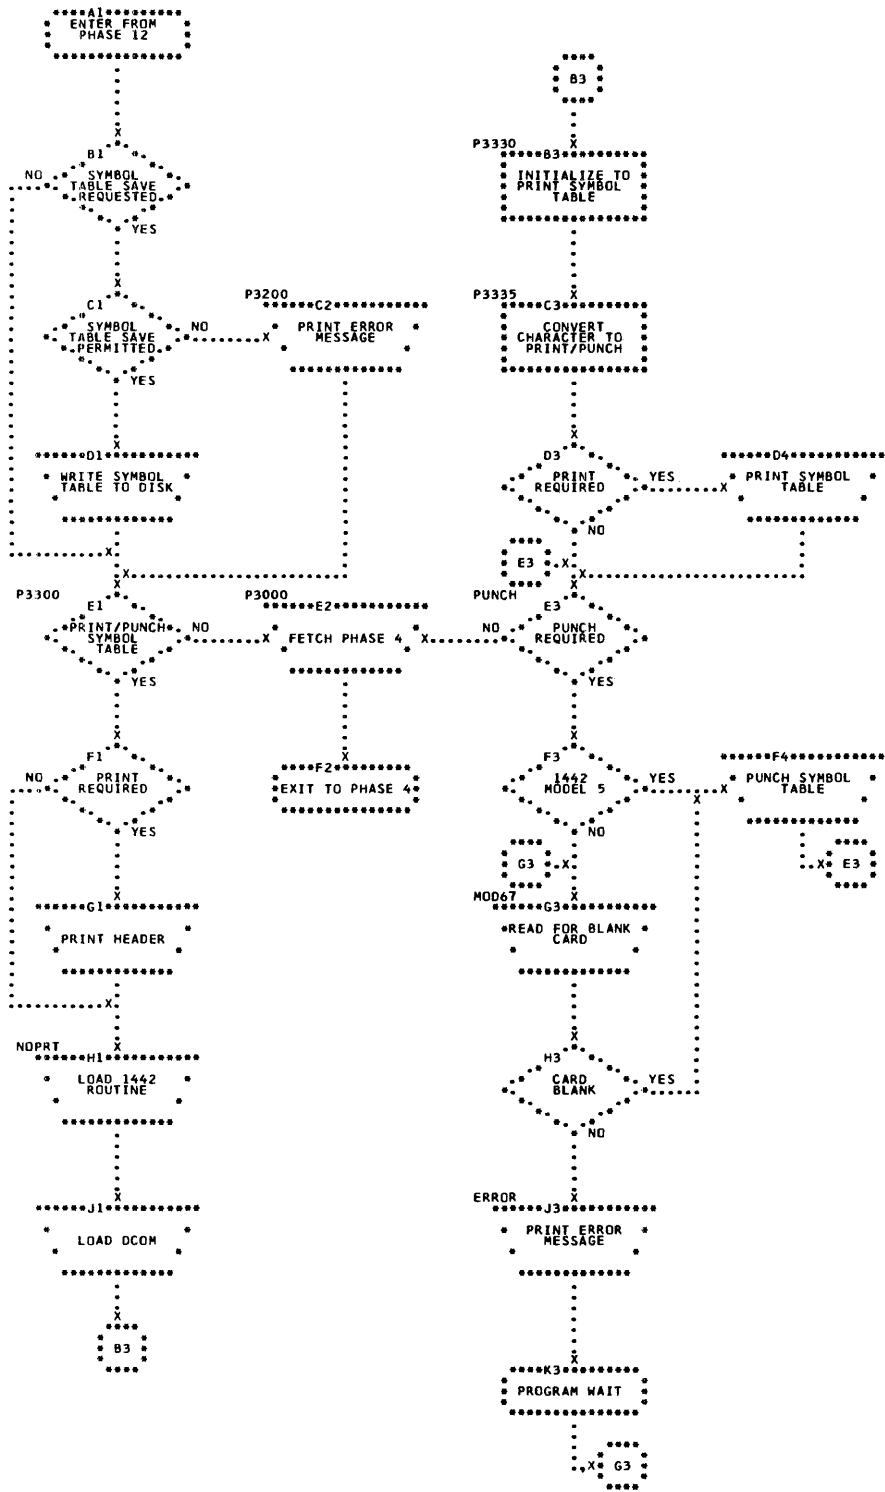 A1
ENTER FROM
PHASE 12
B1
NO
SYMBOL
TABLE SAVE
REQUESTED
YES
C1
SYMBOL
TABLE SAVE
PERMITTED
NO
YES
P3200
C2
PRINT ERROR
MESSAGE
D1
WRITE SYMBOL
TABLE TO DISK
P3300
E1
PRINT/PUNCH
SYMBOL
TABLE
NO
YES
P3000
E2
FETCH PHASE 4
F2
EXIT TO PHASE 4
F1
NO
PRINT
REQUIRED
YES
G1
PRINT HEADER
NOPRT
H1
LOAD 1442
ROUTINE
J1
LOAD DCOM
B3
B3
P3330
B3
INITIALIZE TO
PRINT SYMBOL
TABLE
P3335
C3
CONVERT
CHARACTER TO
PRINT/PUNCH
D3
PRINT
REQUIRED
YES
NO
D4
PRINT SYMBOL
TABLE
E3
PUNCH
E3
NO
PUNCH
REQUIRED
YES
F3
1442
MODEL 5
YES
NO
F4
PUNCH SYMBOL
TABLE
E3
G3
MOD67
G3
READ FOR BLANK
CARD
H3
CARD
BLANK
YES
NO
ERROR
J3
PRINT ERROR
MESSAGE
K3
PROGRAM WAIT
G3